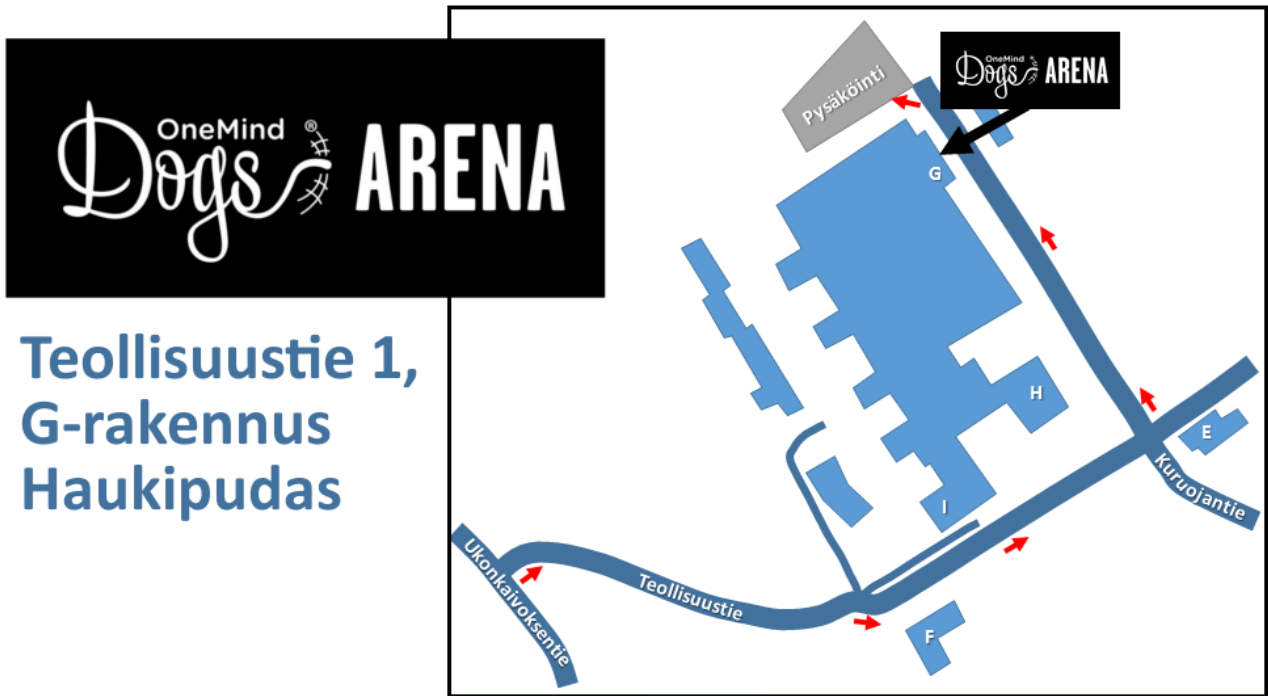 OneMind®
Dogs ARENA
Teollisuustie 1,
G-rakennus
Haukipudas
Pysäköinti
OneMind
Dogs ARENA
G
H
E
I
Kuruojantie
Ukonkaivoksentie
Teollisuustie
F